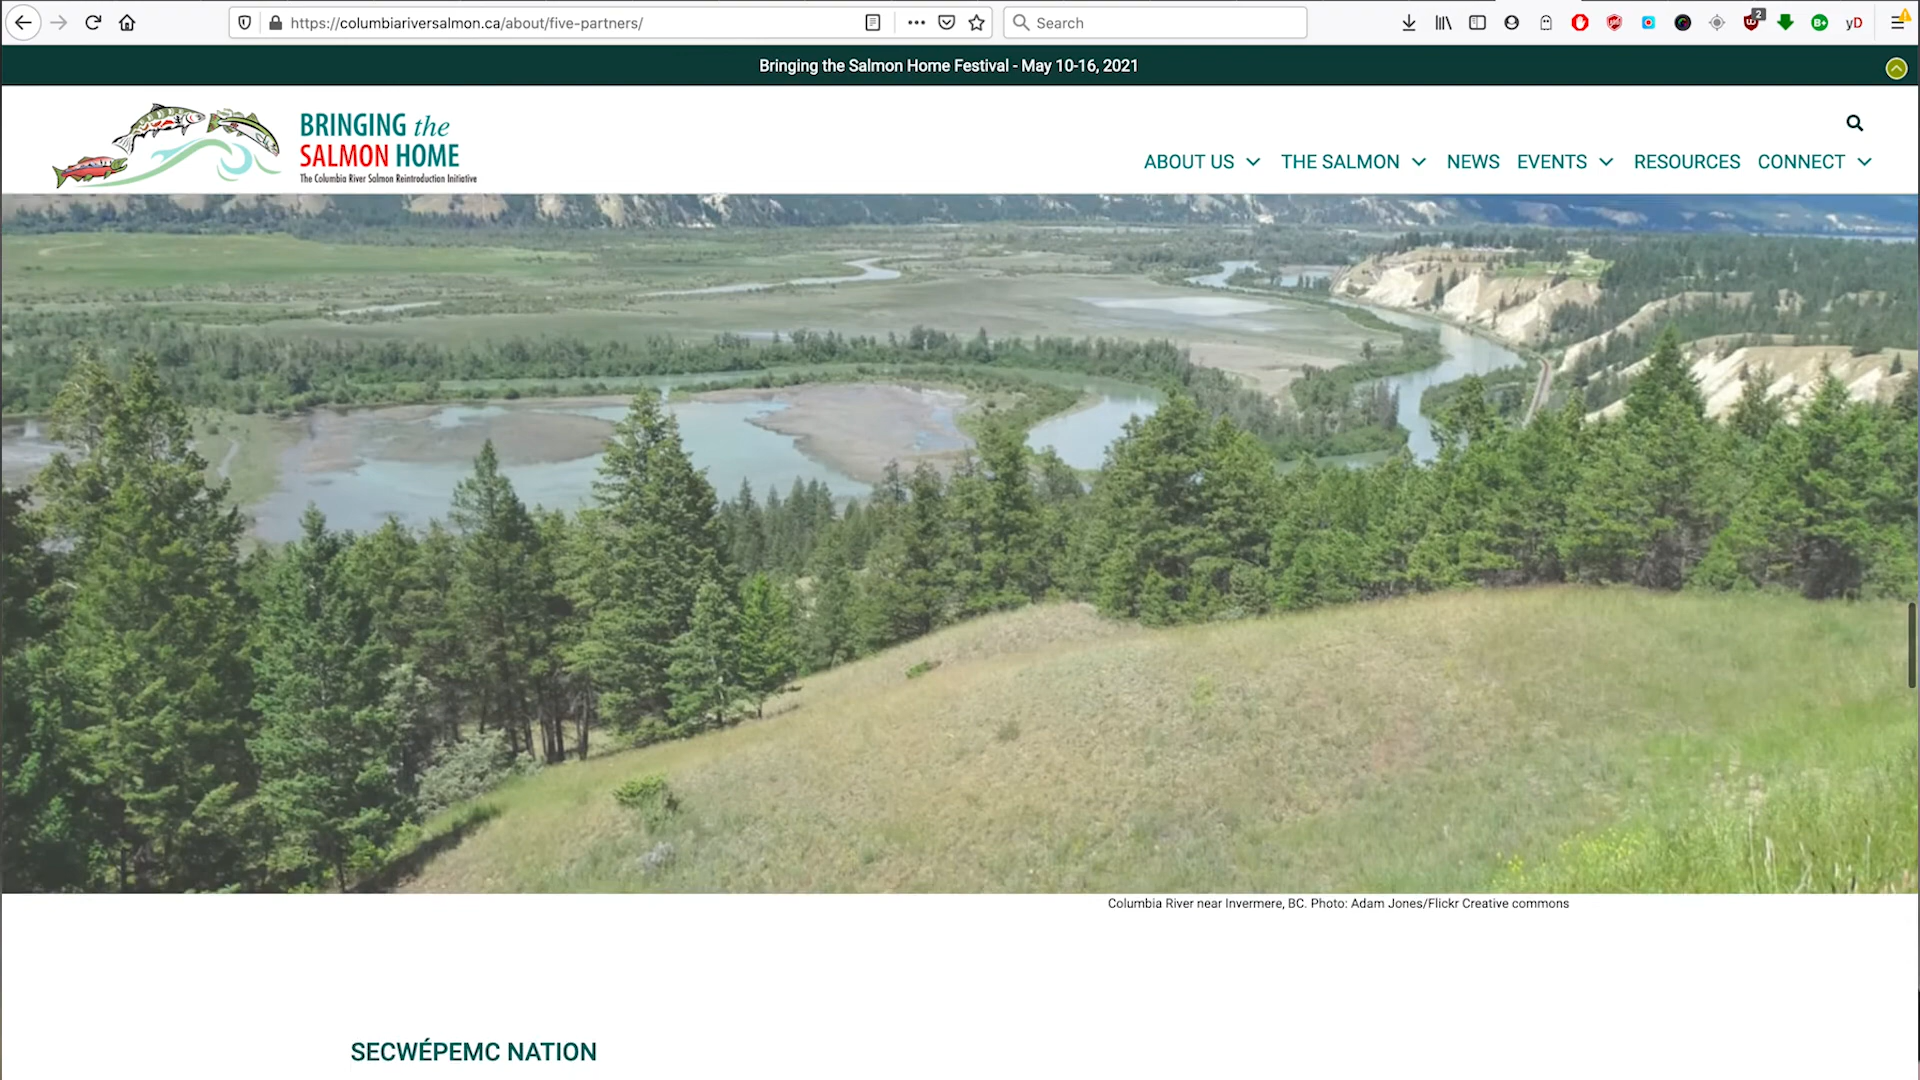 https://columbiariversalmon.ca/about/five-partners/
Search
2
B+
yD
Bringing the Salmon Home Festival - May 10-16, 2021
BRINGING the
SALMON HOME
The Columbia River Salmon Reintroduction Initiative
ABOUT US
THE SALMON
NEWS
EVENTS
RESOURCES
CONNECT
Columbia River near Invermere, BC. Photo: Adam Jones/Flickr Creative commons
SECWÉPEMC NATION